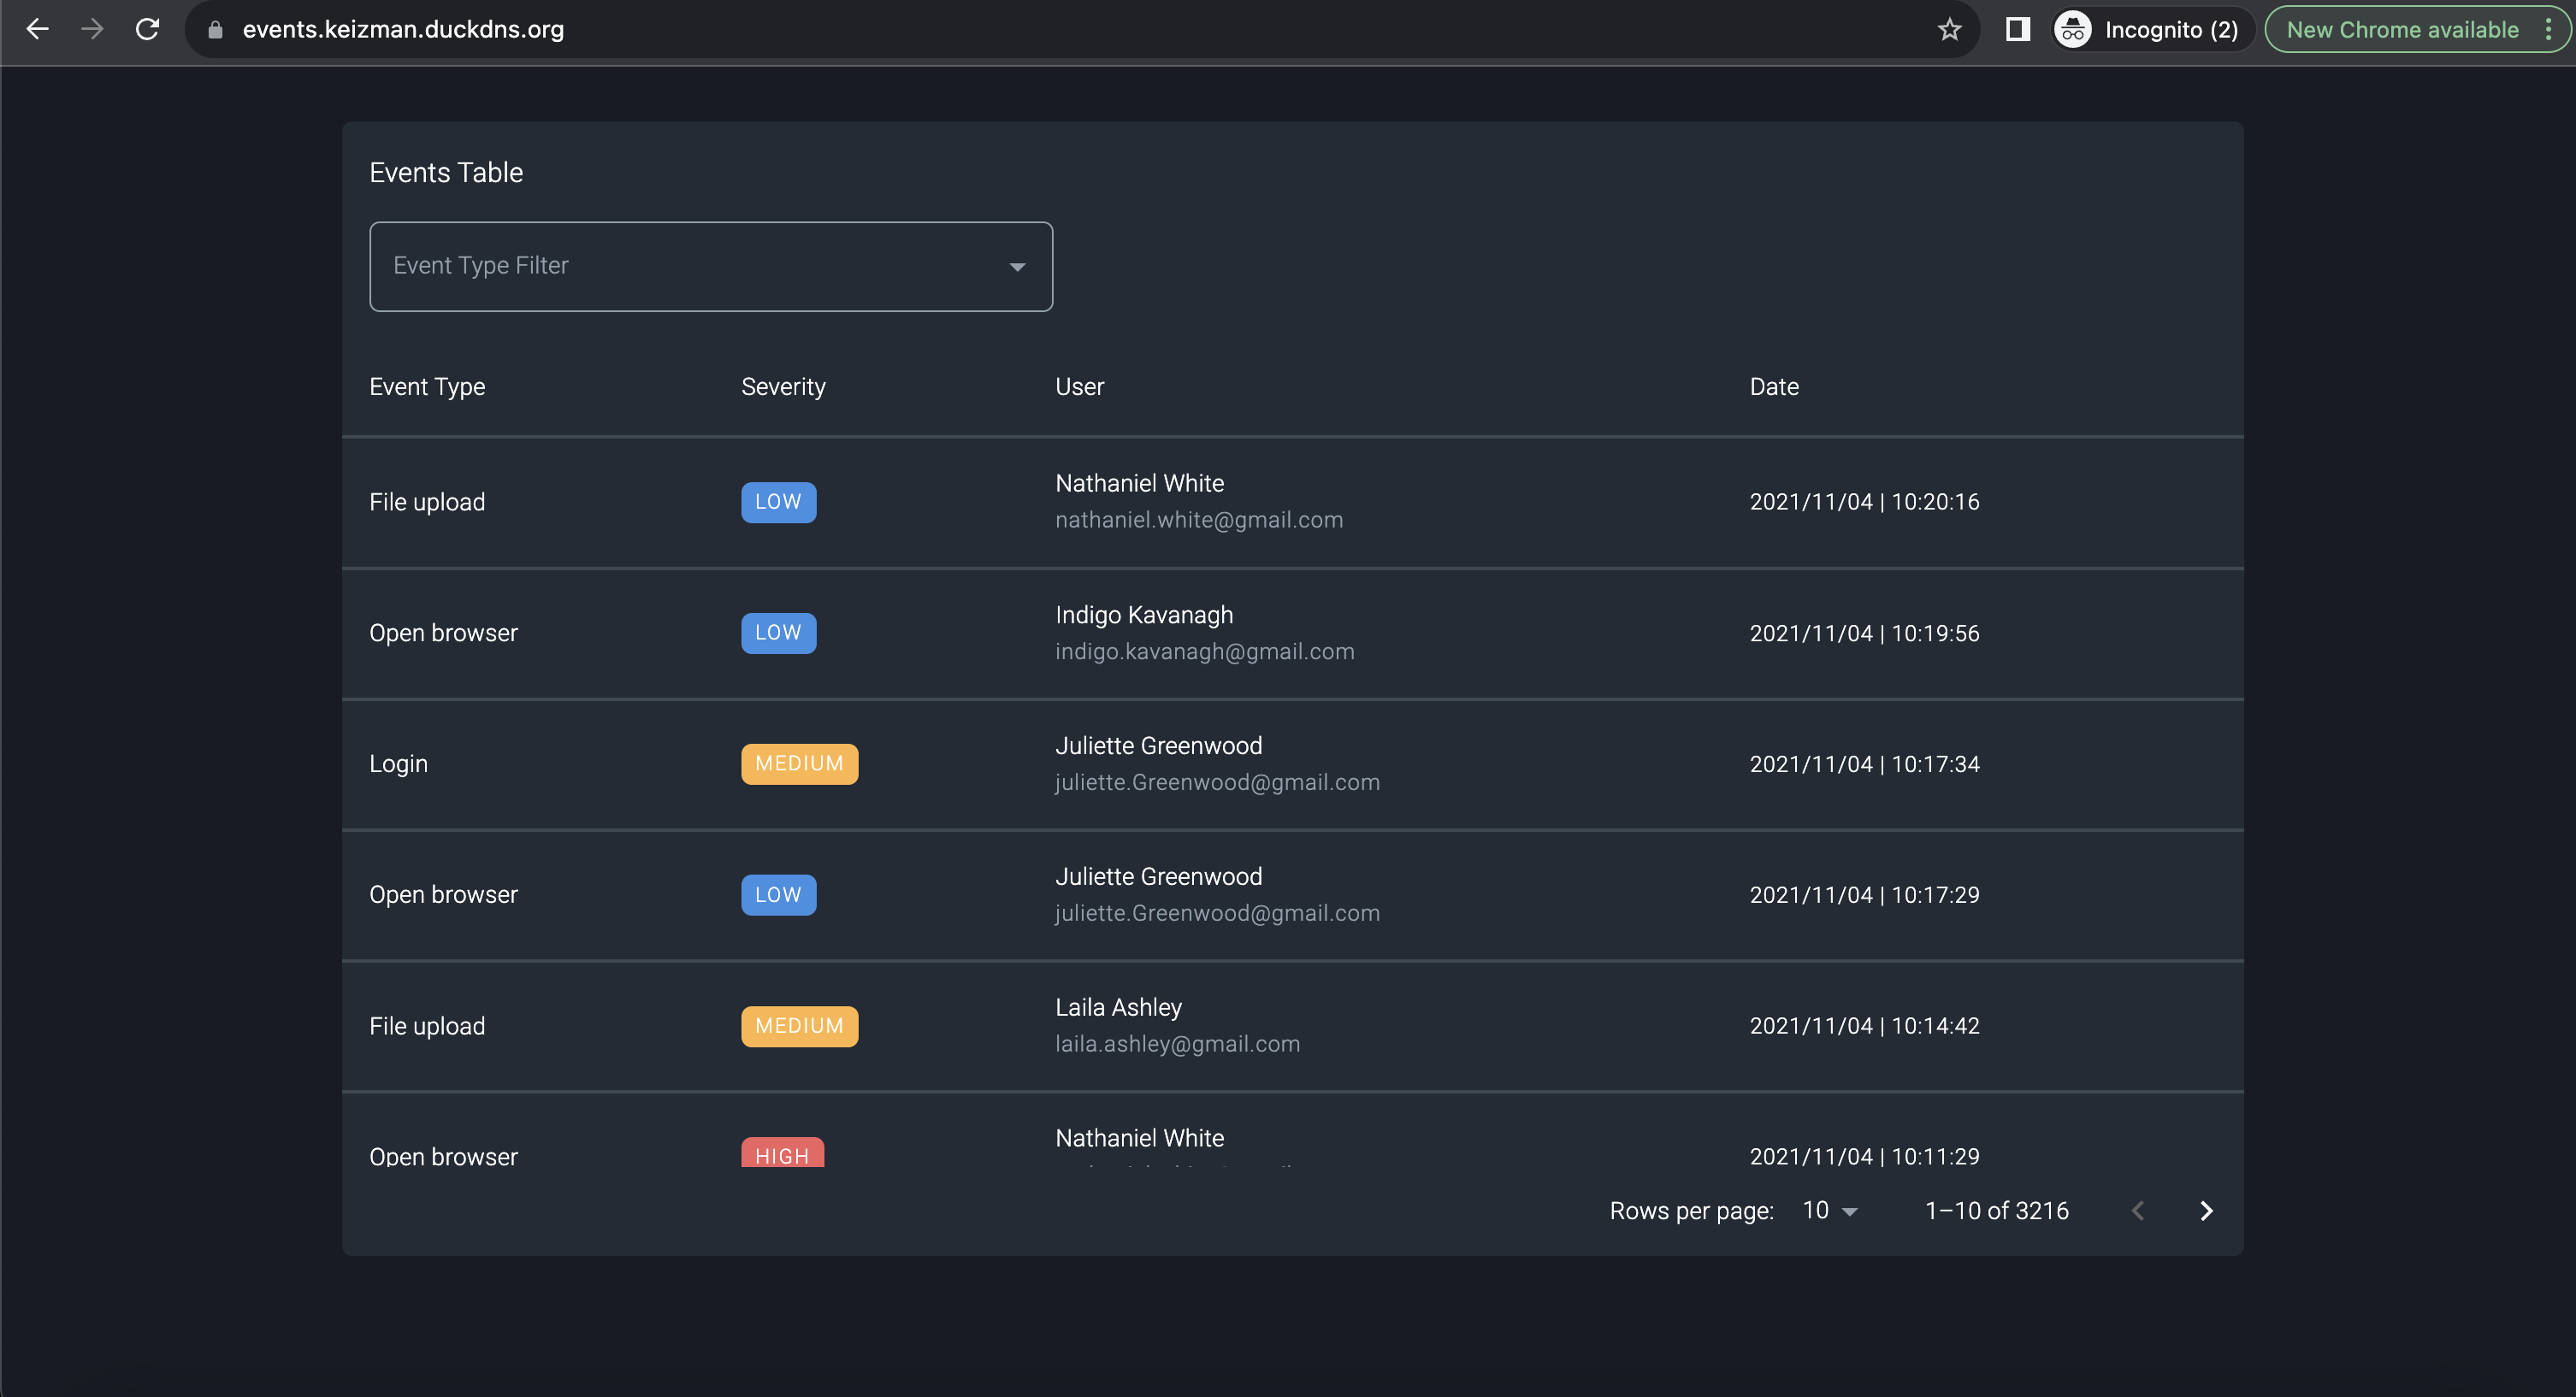 events.keizman.duckdns.org
Incognito (2)
New Chrome available
Events Table
Event Type Filter
Event Type Severity User Date
File upload LOW Nathaniel White 2021/11/04 | 10:20:16
nathaniel.white@gmail.com
Open browser LOW Indigo Kavanagh 2021/11/04 | 10:19:56
indigo.kavanagh@gmail.com
Login MEDIUM Juliette Greenwood 2021/11/04 | 10:17:34
juliette.Greenwood@gmail.com
Open browser LOW Juliette Greenwood 2021/11/04 | 10:17:29
juliette.Greenwood@gmail.com
File upload MEDIUM Laila Ashley 2021/11/04 | 10:14:42
laila.ashley@gmail.com
Open browser HIGH Nathaniel White 2021/11/04 | 10:11:29
Rows per page: 10 1–10 of 3216